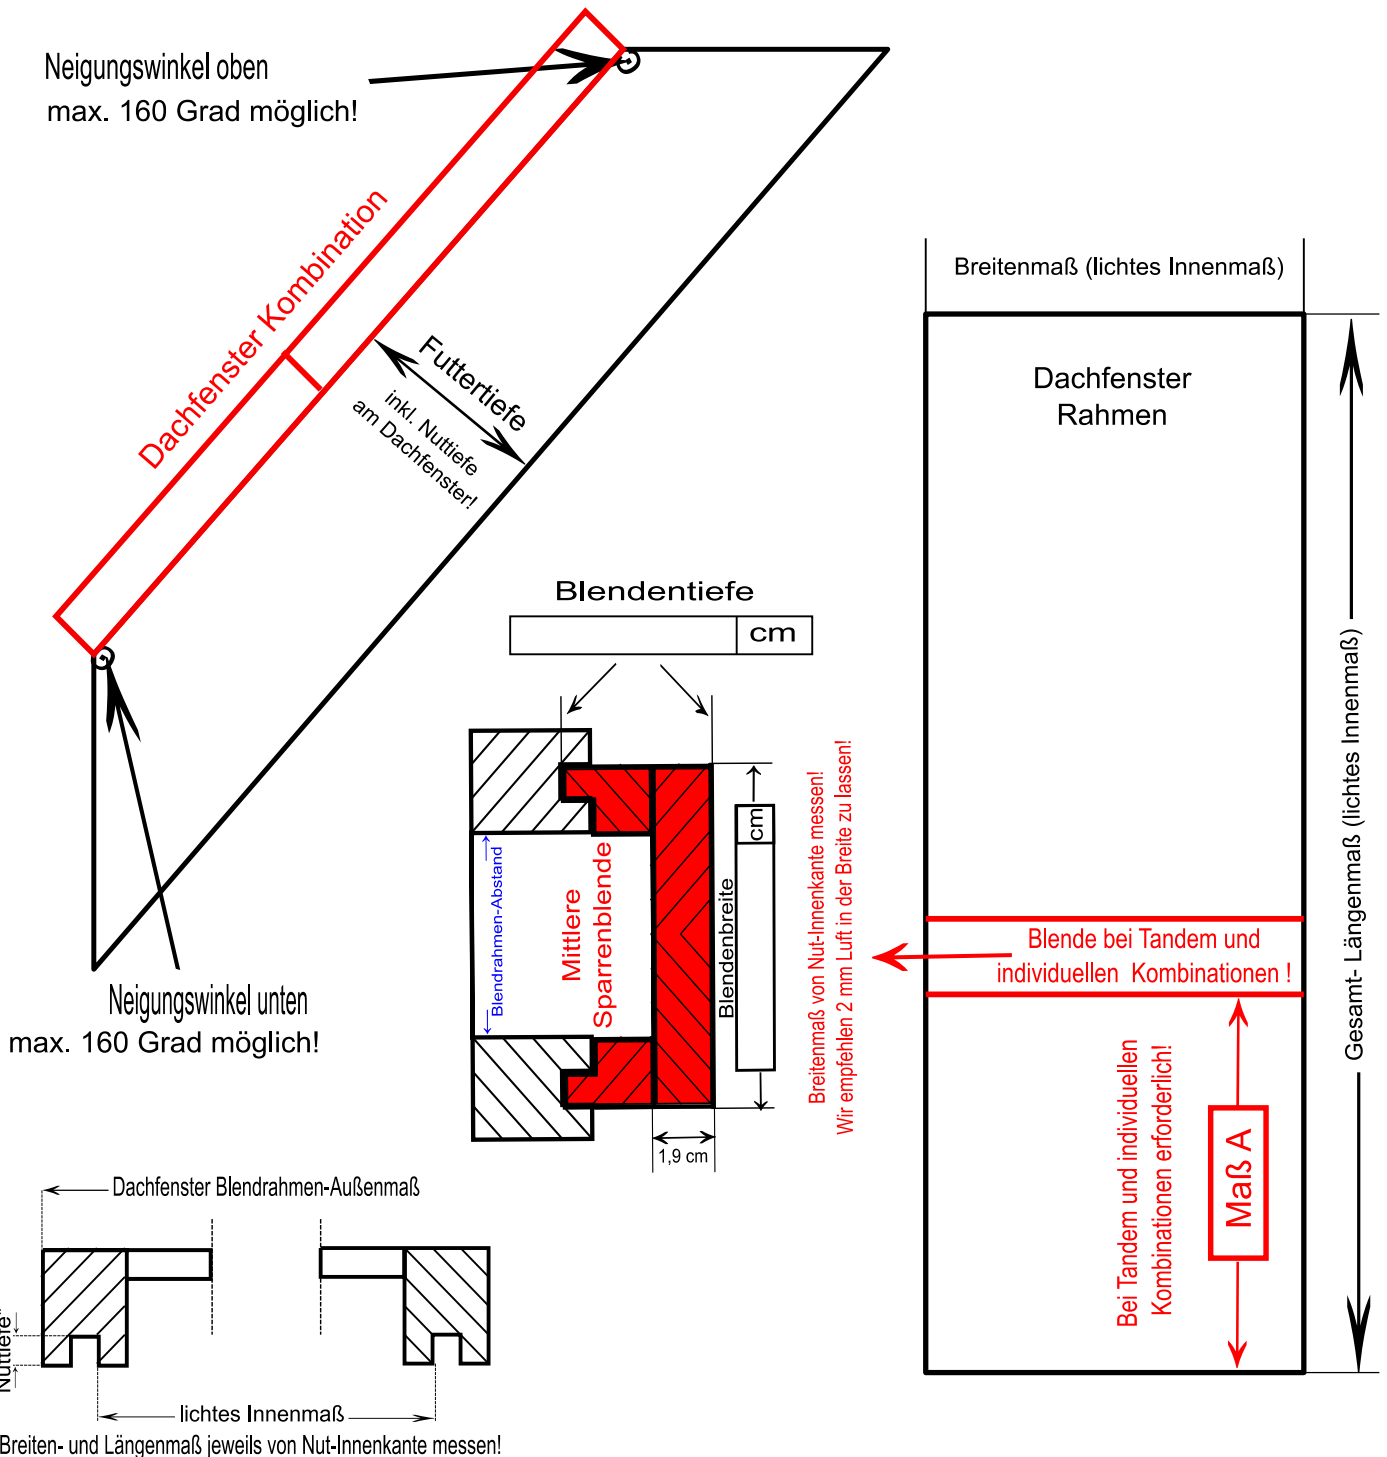 Neigungswinkel oben
max. 160 Grad möglich!
Dachfenster Kombination
Futtertiefe
inkl. Nuttiefe
am Dachfenster!
Neigungswinkel unten
max. 160 Grad möglich!
Blendentiefe
cm
Blendrahmen-Abstand
Mittlere
Sparrenblende
Blendenbreite
cm
1,9 cm
Breitenmaß von Nut-Innenkante messen!
Wir empfehlen 2 mm Luft in der Breite zu lassen!
Breitenmaß (lichtes Innenmaß)
Dachfenster
Rahmen
Gesamt- Längenmaß (lichtes Innenmaß)
Blende bei Tandem und
individuellen Kombinationen !
Bei Tandem und individuellen
Kombinationen erforderlich!
Maß A
Dachfenster Blendrahmen-Außenmaß
Nuttiefe
lichtes Innenmaß
Breiten- und Längenmaß jeweils von Nut-Innenkante messen!